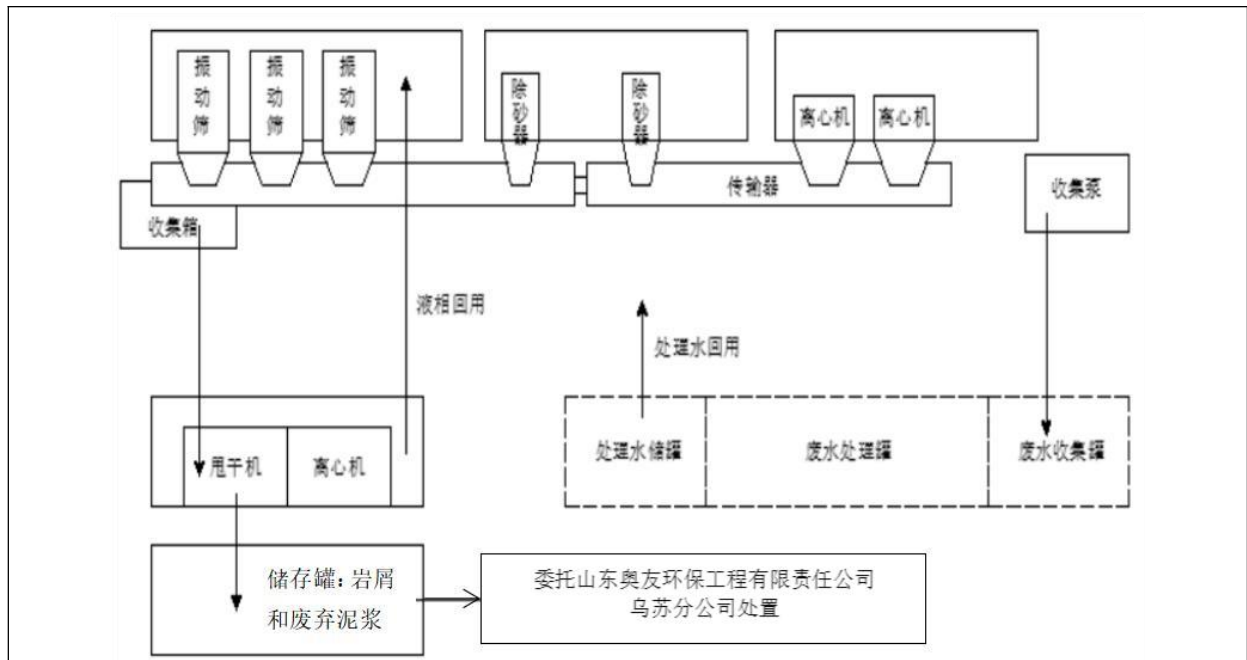 振动筛
振动筛
振动筛
除砂器
除砂器
离心机
离心机
传输器
收集泵
收集箱
液相回用
处理水回用
甩干机
离心机
处理水储罐
废水处理罐
废水收集罐
储存罐：岩屑
和废弃泥浆
委托山东奥友环保工程有限责任公司
乌苏分公司处置